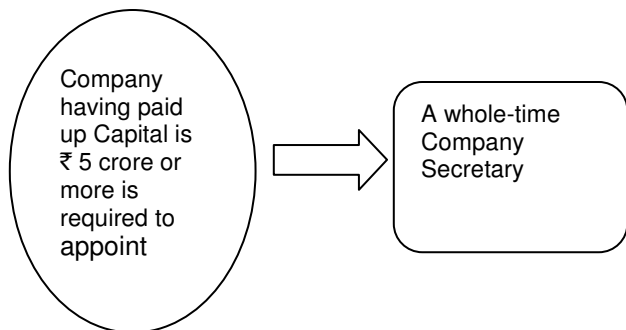 Company
having paid
up Capital is
₹ 5 crore or
more is
required to
appoint
A whole-time
Company
Secretary